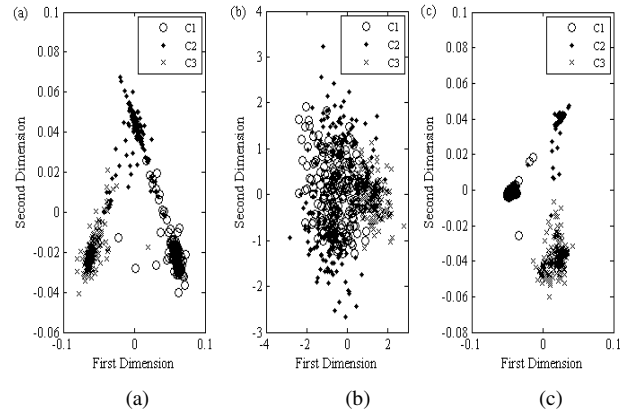 (a)
0.1
0.08
0.06
0.04
0.02
0
-0.02
-0.04
-0.06
-0.1
0
0.1
Second Dimension
First Dimension
C1
C2
C3
(a)
(b)
4
3
2
1
0
-1
-2
-3
-4
-2
0
2
Second Dimension
First Dimension
C1
C2
C3
(b)
(c)
0.1
0.08
0.06
0.04
0.02
0
-0.02
-0.04
-0.06
-0.08
-0.1
0
0.1
Second Dimension
First Dimension
C1
C2
C3
(c)